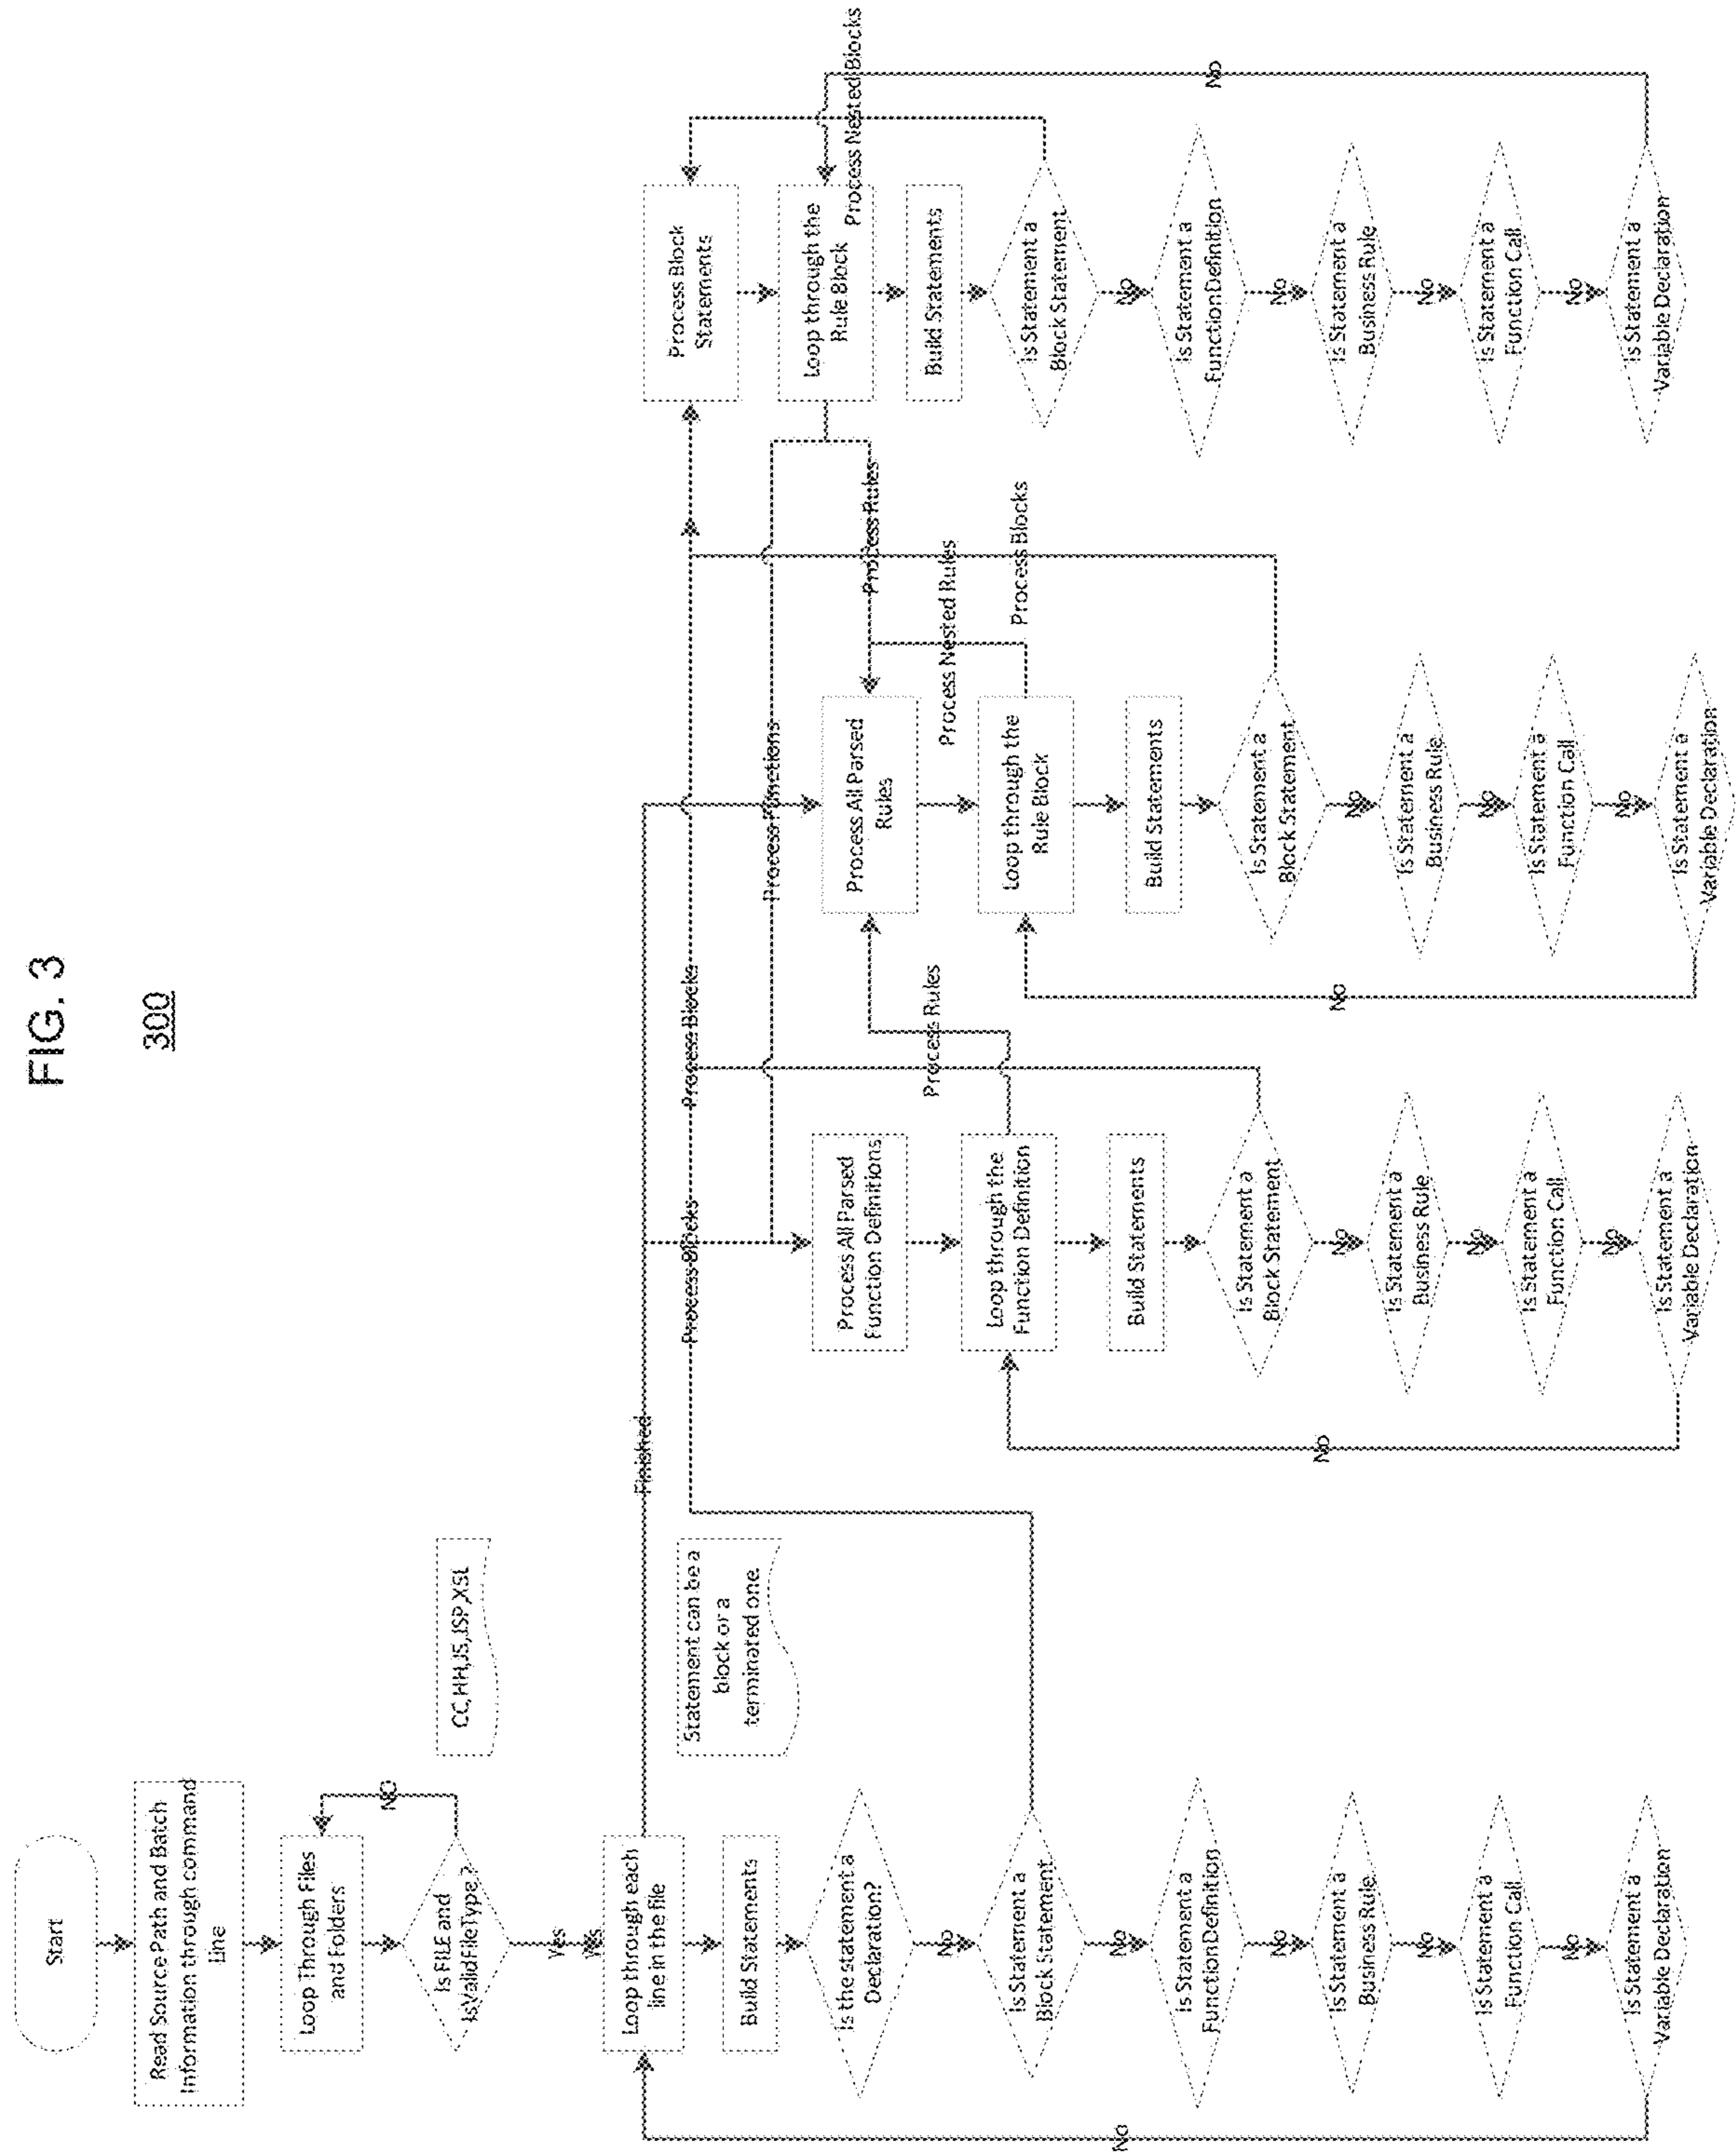 FIG. 3
300
Start
Read Source Path and Batch
Information through command
Line
Loop Through Files
and Folders
NO
Is FILE and
IsValidFileType?
CC,HH,JS,JSP,XSL
Yes
Yes
Loop through each
line in the file
Finished
Build Statements
Statement can be a
block or a
terminated one.
Is the statement a
Declaration?
No
Is Statement a
Block Statement
No
Is Statement a
FunctionDefinition
No
Is Statement a
Business Rule
No
Is Statement a
Function Call
No
Is Statement a
Variable Declaration
No
Process Blocks
Process Blocks
Process Functions
Process All Parsed
Function Definitions
Loop through the
Function Definition
Process Rules
Build Statements
Is Statement a
Block Statement
No
Is Statement a
Business Rule
No
Is Statement a
Function Call
No
Is Statement a
Variable Declaration
No
Process All Parsed
Rules
Process Rules
Process Nested Rules
Loop through the
Rule Block
Process Blocks
Build Statements
Is Statement a
Block Statement
No
Is Statement a
Business Rule
No
Is Statement a
Function Call
No
Is Statement a
Variable Declaration
No
Process Block
Statements
Loop through the
Rule Block
Process Nested Blocks
Build Statements
Is Statement a
Block Statement
No
Is Statement a
FunctionDefinition
No
Is Statement a
Business Rule
No
Is Statement a
Function Call
No
Is Statement a
Variable Declaration
No